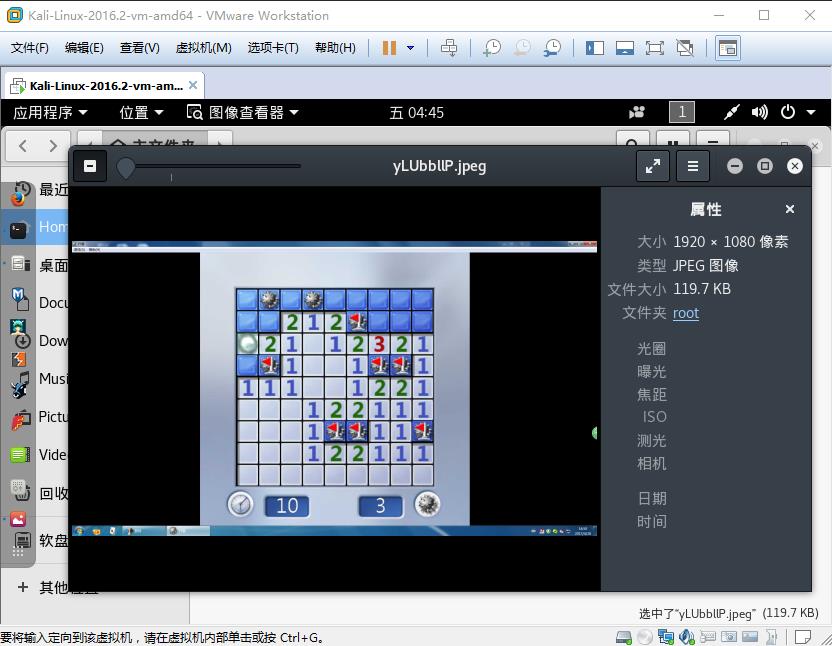 Kali-Linux-2016.2-vm-amd64 - VMware Workstation
文件(F) 编辑(E) 查看(V) 虚拟机(M) 选项卡(T) 帮助(H)
Kali-Linux-2016.2-vm-am...
应用程序 位置 图像查看器 五 04:45 1
主文件夹
yLUbbllP.jpeg
最近
Hom
桌面
Docu
Dow
Musi
Pictu
Vide
回收
软盘
+ 其他位置
属性
大小 1920 × 1080 像素
类型 JPEG 图像
文件大小 119.7 KB
文件夹 root
光圈
曝光
焦距
ISO
测光
相机
日期
时间
2 1 2
2 1 1 2 3 2 1
1 1 1
1 1 1 1 2 2 1
1 2 2 1 1 1
1 1 1
1 2 2 1 1 1
10 3
选中了“yLUbbllP.jpeg” (119.7 KB)
要将输入定向到该虚拟机，请在虚拟机内部单击或按 Ctrl+G。